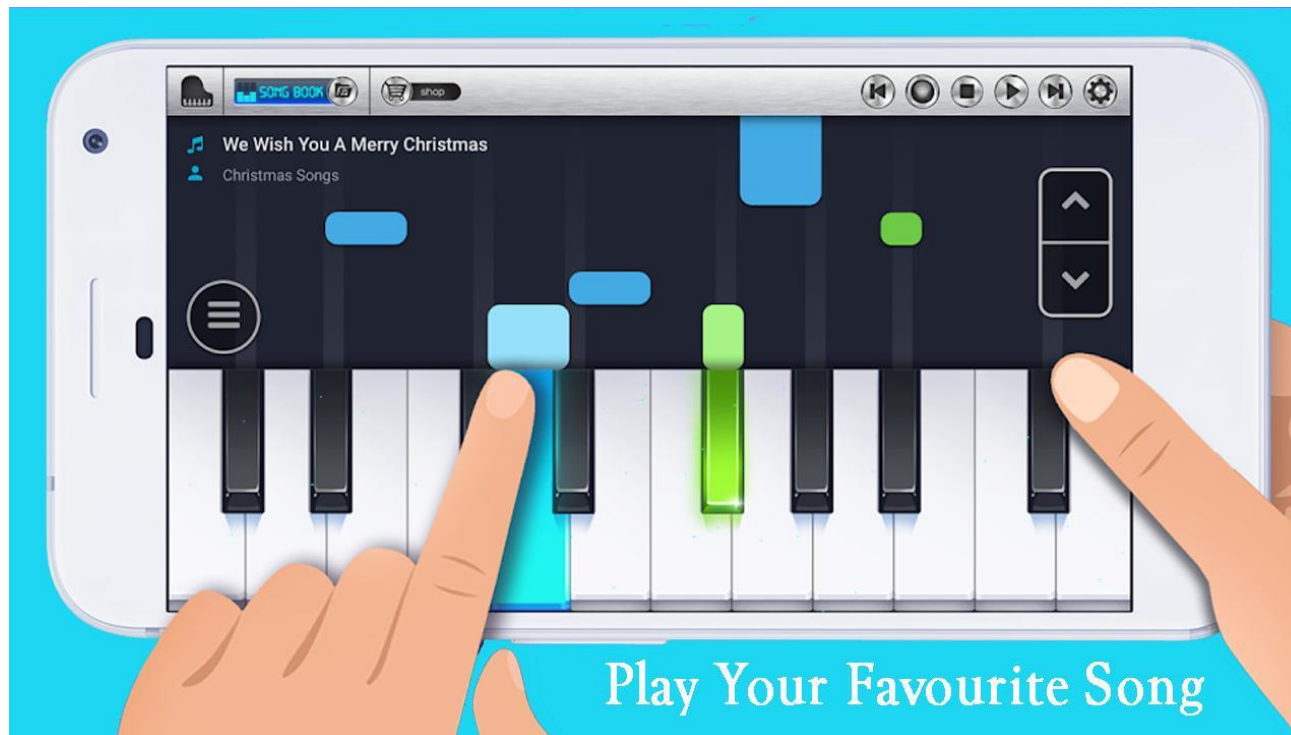 SONG BOOK
shop
We Wish You A Merry Christmas
Christmas Songs
Play Your Favourite Song